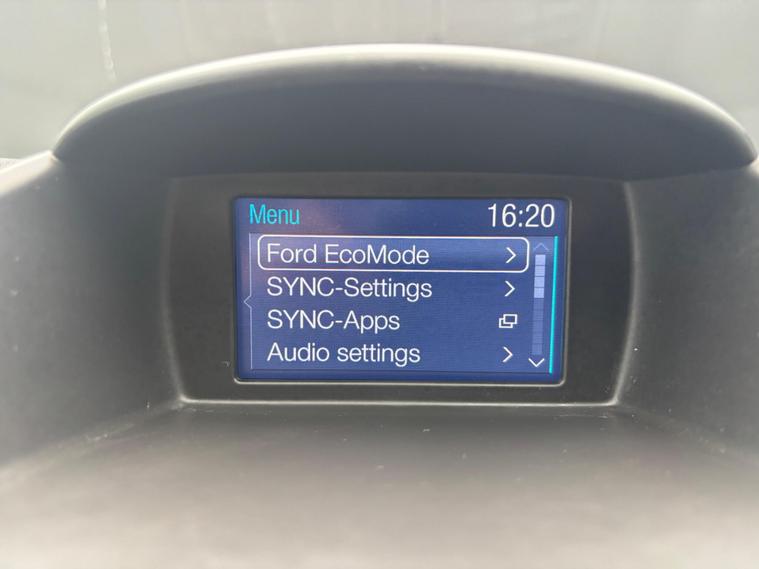 Menu 16:20
Ford EcoMode
SYNC-Settings
SYNC-Apps
Audio settings